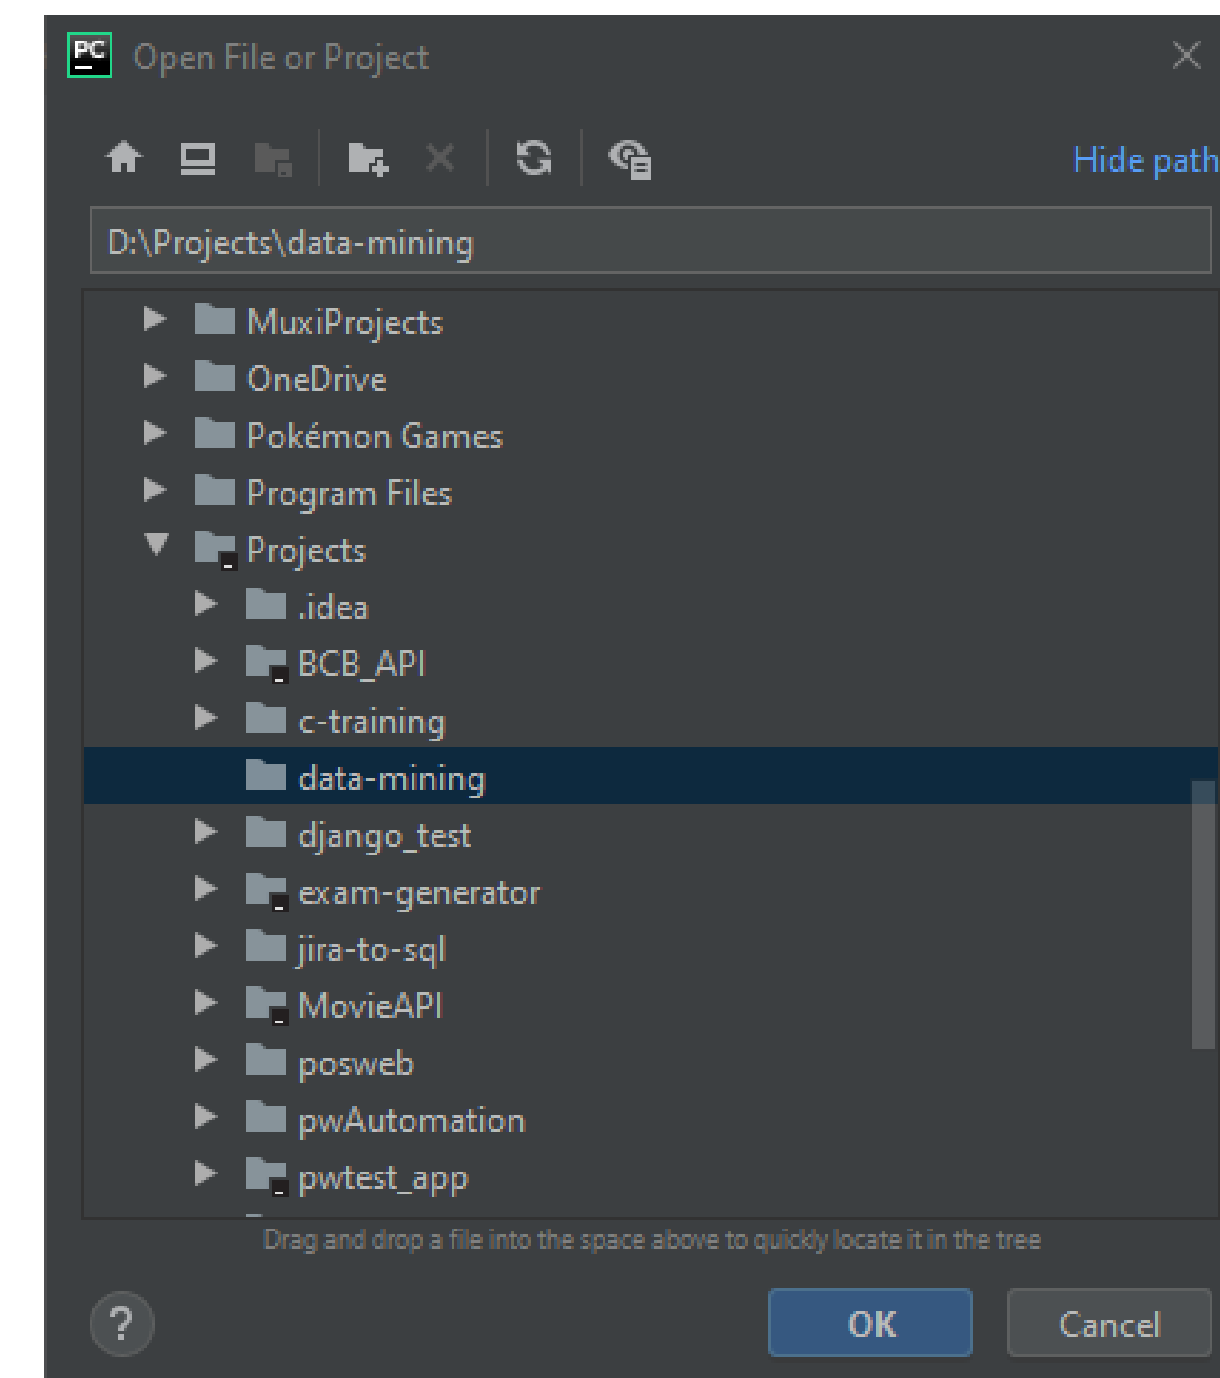 PC Open File or Project
Hide path
D:\Projects\data-mining
MuxiProjects
OneDrive
Pokémon Games
Program Files
Projects
.idea
BCB_API
c-training
data-mining
django_test
exam-generator
jira-to-sql
MovieAPI
posweb
pwAutomation
pwtest_app
Drag and drop a file into the space above to quickly locate it in the tree
? OK Cancel